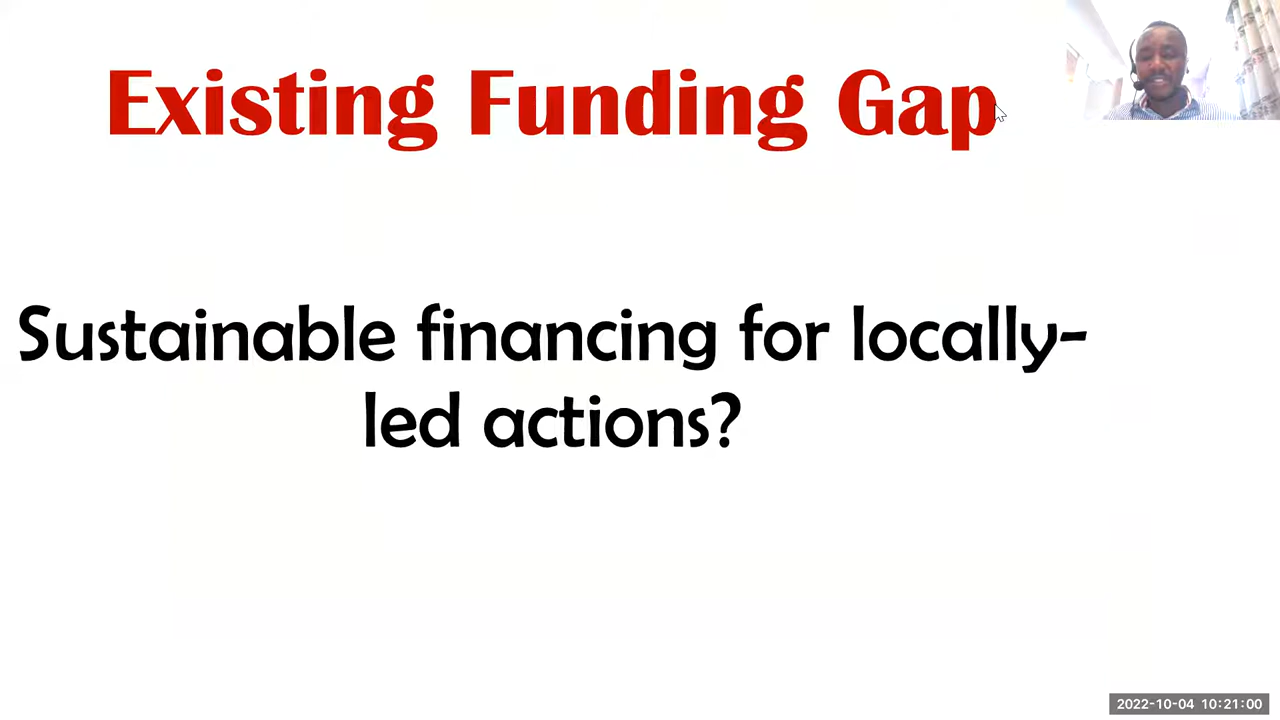 Existing Funding Gap
Sustainable financing for locally-
led actions?
2022-10-04 10:21:00